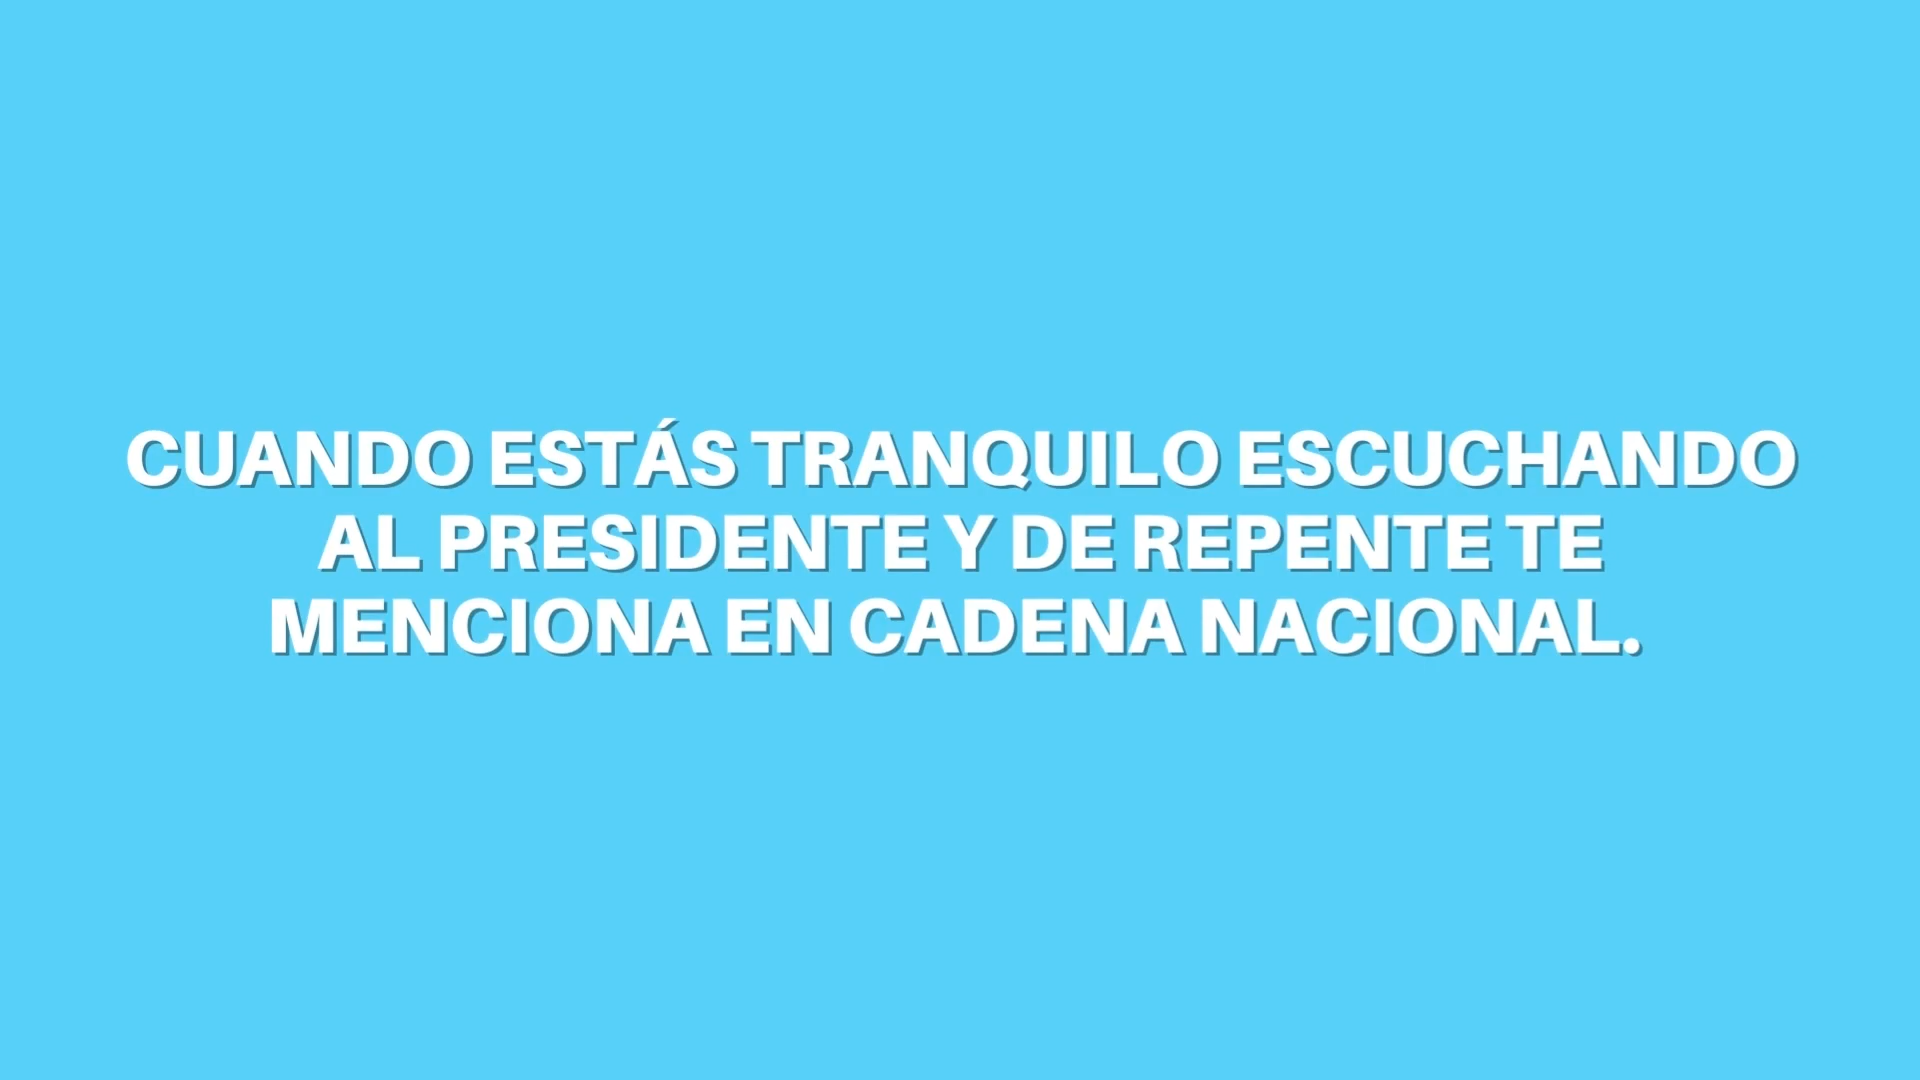 CUANDO ESTÁS TRANQUILO ESCUCHANDO
AL PRESIDENTE Y DE REPENTE TE
MENCIONA EN CADENA NACIONAL.